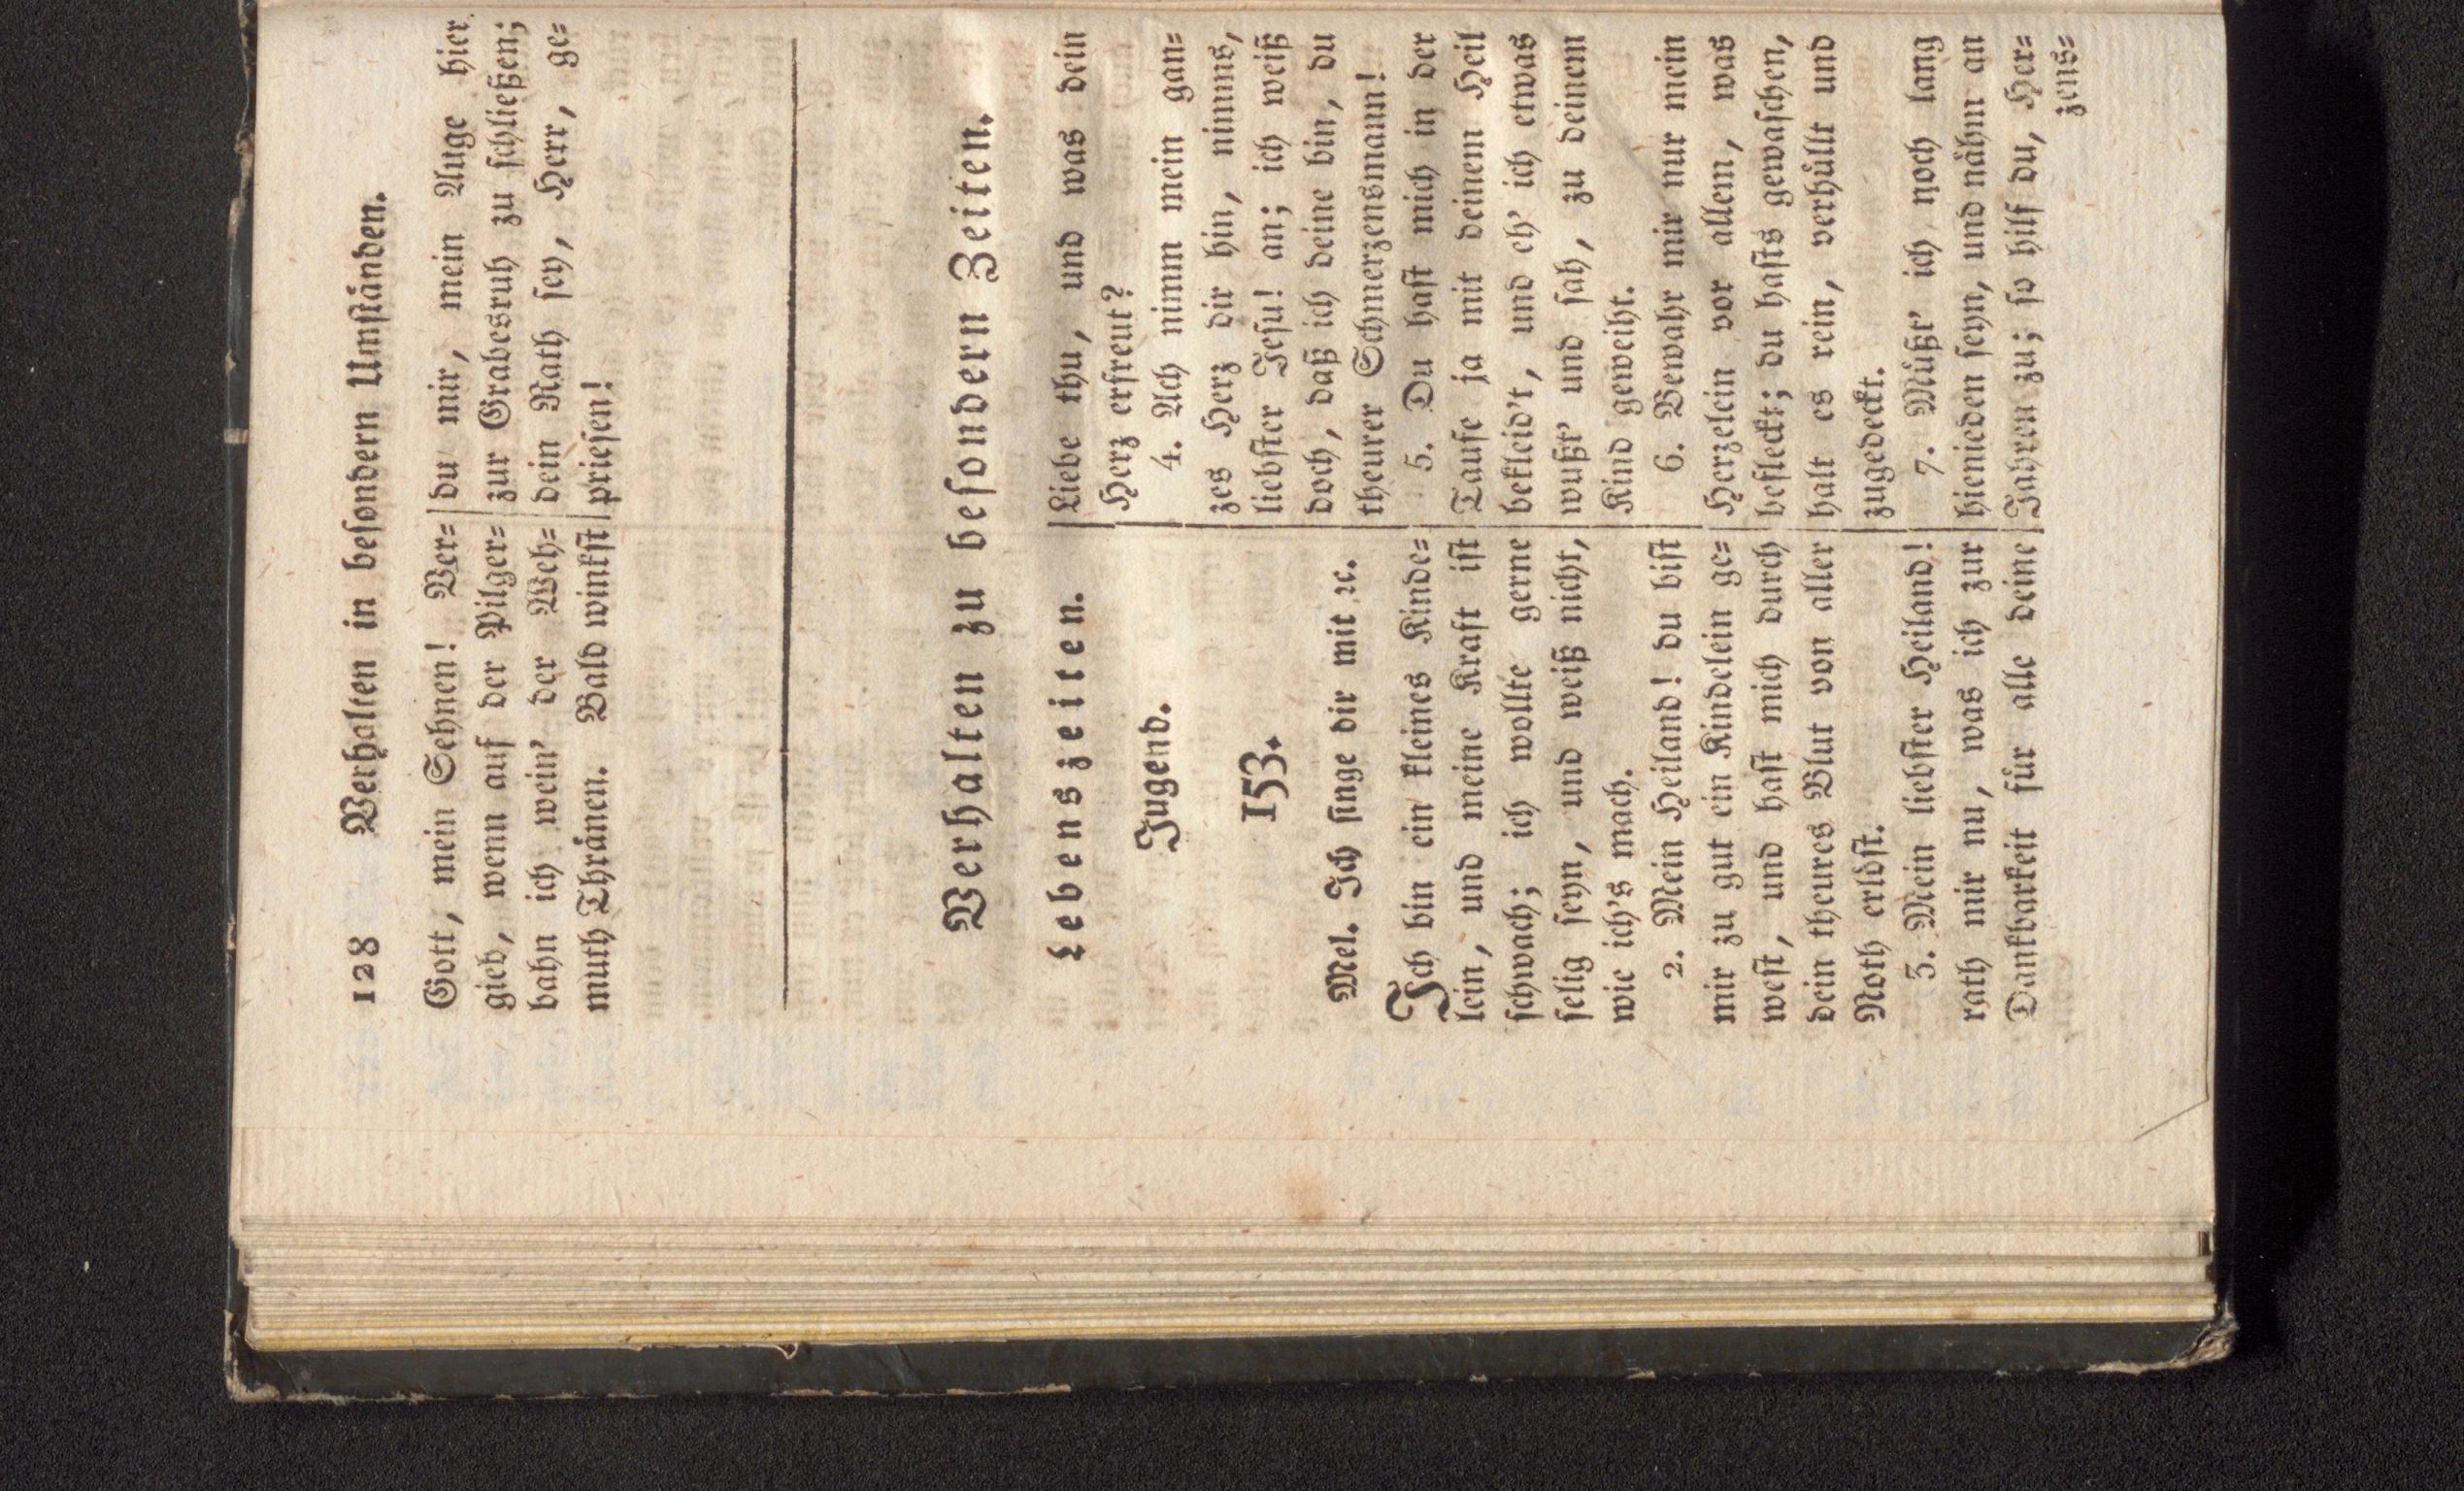 128 Verhalten in besondern Umständen.
Gott, mein Sehnen! Ver=
gieb, wenn auf der Pilger=
bahn ich wein' der Weh=
muth Thränen. Bald winkst
du mir, mein Auge hier
zur Grabesruh zu schließen;
dein Rath sey, Herr, ge=
priesen!
Verhalten zu besondern Zeiten.
Lebenszeiten.
Jugend.
153.
Mel. Ich singe dir mit ꝛc.
Ich bin ein kleines Kinde=
lein, und meine Kraft ist
schwach; ich wollte gerne
selig seyn, und weiß nicht,
wie ich's mach.
2. Mein Heiland! du bist
mir zu gut ein Kindelein ge=
west, und hast mich durch
dein theures Blut von aller
Noth erlöst.
3. Mein liebster Heiland!
rath mir nu, was ich zur
Dankbarkeit für alle deine
Liebe thu, und was dein
Herz erfreut?
4. Ach nimm mein gan=
zes Herz dir hin, nimms,
liebster Jesu! an; ich weiß
doch, daß ich deine bin, du
theurer Schmerzensmann!
5. Du hast mich in der
Taufe ja mit deinem Heil
bekleid't, und eh' ich etwas
wußt' und sah, zu deinem
Kind geweiht.
6. Bewahr mir nur mein
Herzelein vor allem, was
befleckt; du hasts gewaschen,
halt es rein, verhüllt und
zugedeckt.
7. Müßt' ich noch lang
hienieden seyn, und nähm an
Jahren zu; so hilf du, Her=
zens=